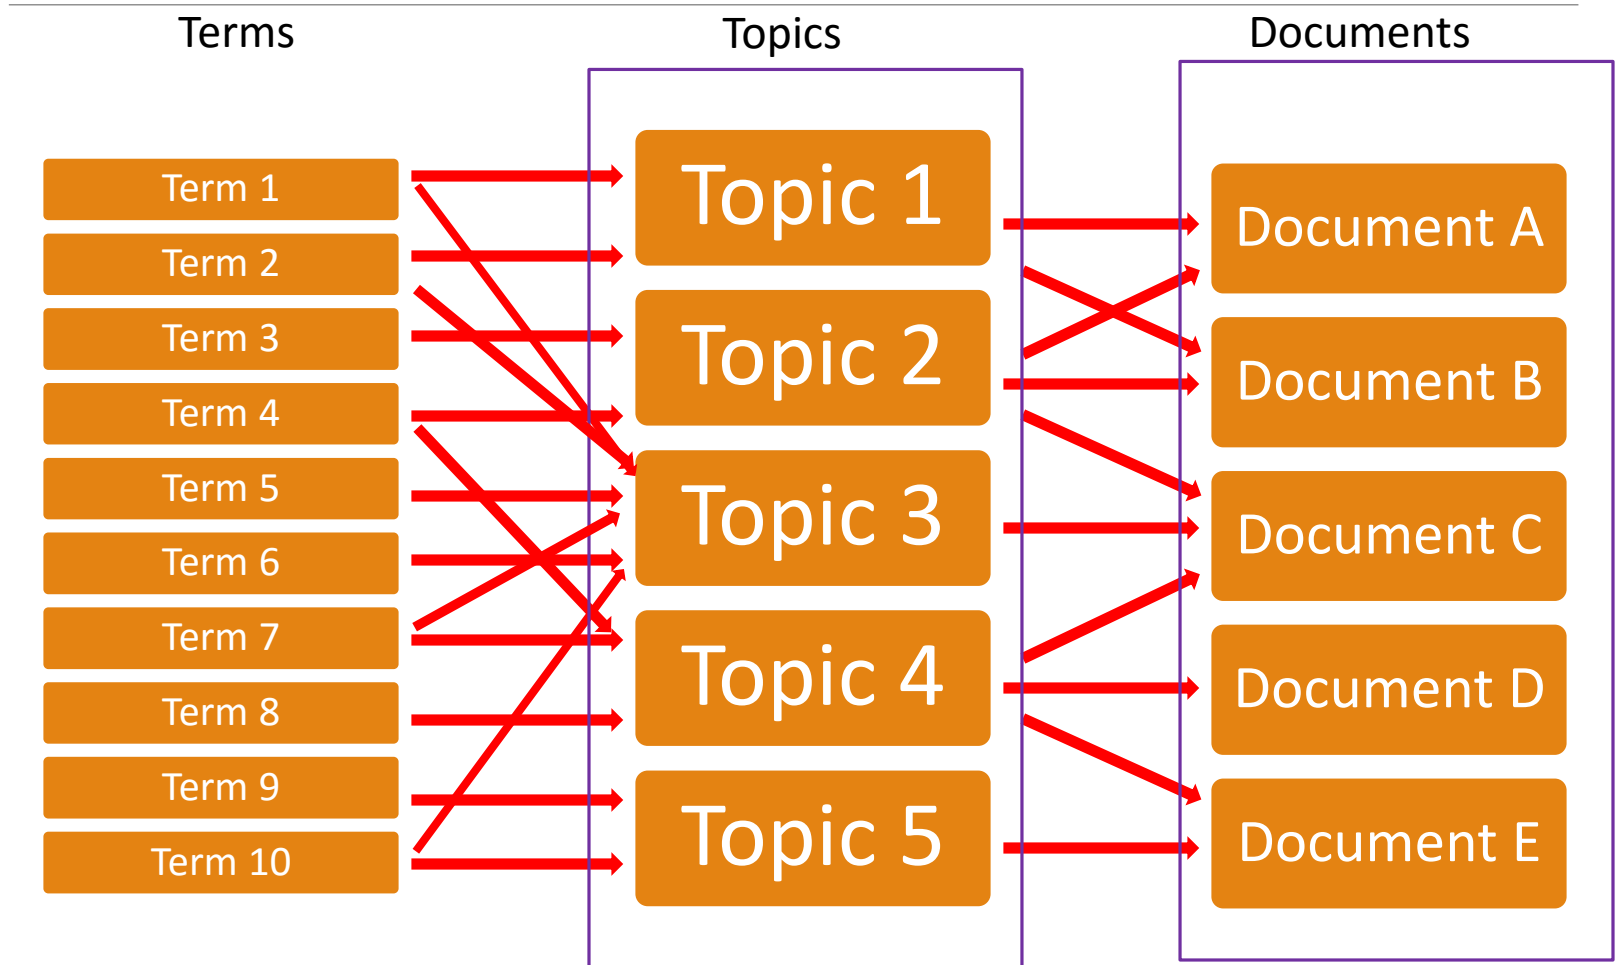 Terms
Topics
Documents
Term 1
Term 2
Term 3
Term 4
Term 5
Term 6
Term 7
Term 8
Term 9
Term 10
Topic 1
Topic 2
Topic 3
Topic 4
Topic 5
Document A
Document B
Document C
Document D
Document E